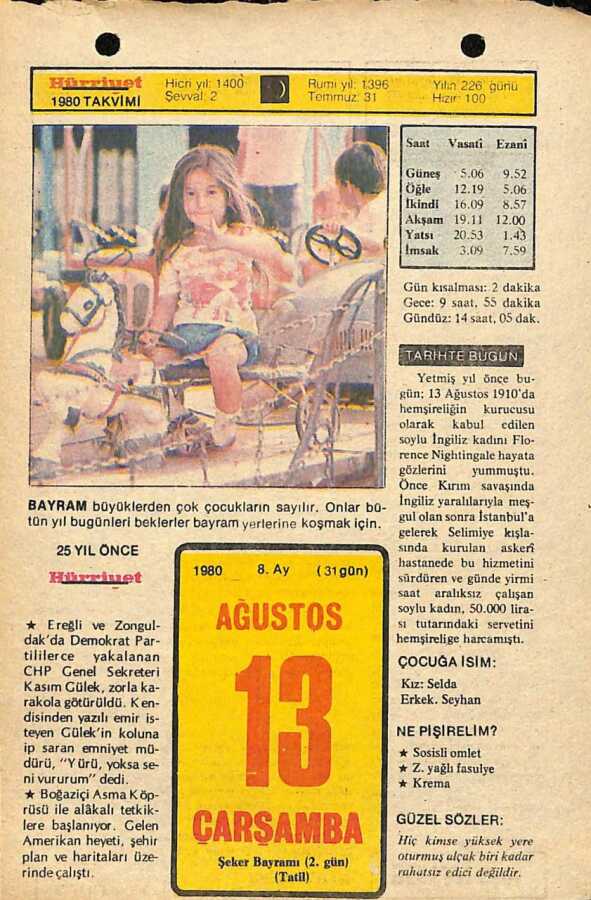 Hürriyet
1980 TAKVİMİ
Hicri yıl: 1400
Şevval: 2
Rumi yıl: 1396
Temmuz: 31
Yılın 226. günü
Hızır: 100
Saat Vasatî Ezanî
Güneş 5.06 9.52
Öğle 12.19 5.06
İkindi 16.09 8.57
Akşam 19.11 12.00
Yatsı 20.53 1.43
İmsak 3.09 7.59
Gün kısalması: 2 dakika
Gece: 9 saat, 55 dakika
Gündüz: 14 saat, 05 dak.
TARİHTE BUGÜN
Yetmiş yıl önce bu-
gün; 13 Ağustos 1910'da
hemşireliğin kurucusu
olarak kabul edilen
soylu İngiliz kadını Flo-
rence Nightingale hayata
gözlerini yummuştu.
Önce Kırım savaşında
İngiliz yaralılarıyla meş-
gul olan sonra İstanbul'a
gelerek Selimiye kışla-
sında kurulan askerî
hastanede bu hizmetini
sürdüren ve günde yirmi
saat aralıksız çalışan
soylu kadın, 50.000 lira-
sı tutarındaki servetini
hemşireliğe harcamıştı.
ÇOCUĞA İSİM:
Kız: Selda
Erkek. Seyhan
NE PİŞİRELİM?
★ Sosisli omlet
★ Z. yağlı fasulye
★ Krema
GÜZEL SÖZLER:
Hiç kimse yüksek yere
oturmuş alçak biri kadar
rahatsız edici değildir.
BAYRAM büyüklerden çok çocukların sayılır. Onlar bü-
tün yıl bugünleri beklerler bayram yerlerine koşmak için.
25 YIL ÖNCE
Hürriyet
★ Ereğli ve Zongul-
dak'da Demokrat Par-
tililerce yakalanan
CHP Genel Sekreteri
Kasım Gülek, zorla ka-
rakola götürüldü. Ken-
disinden yazılı emir is-
teyen Gülek'in koluna
ip saran emniyet mü-
dürü, "Yürü, yoksa se-
ni vururum" dedi.
★ Boğaziçi Asma Köp-
rüsü ile alâkalı tetkik-
lere başlanıyor. Gelen
Amerikan heyeti, şehir
plan ve haritaları üze-
rinde çalıştı.
1980 8. Ay (31 gün)
AĞUSTOS
13
ÇARŞAMBA
Şeker Bayramı (2. gün)
(Tatil)